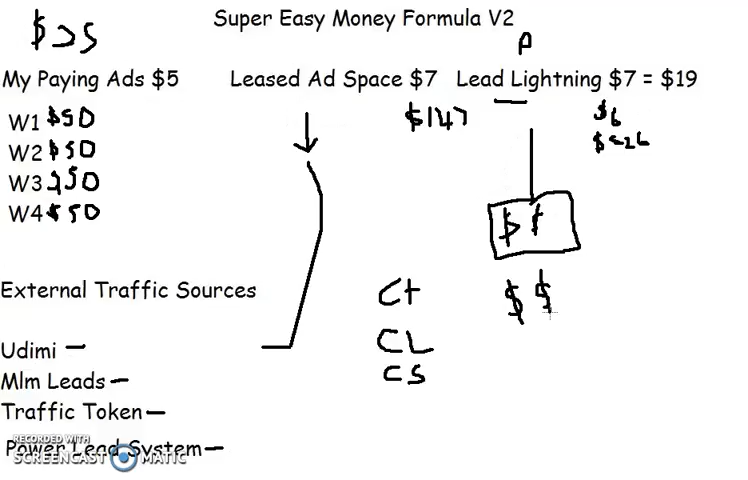 $25
Super Easy Money Formula V2
P
My Paying Ads $5 Leased Ad Space $7 Lead Lightning $7 = $19
W1 $50
$147
$6
W2 $50
$526
W3 $50
W4 $50
$ $
External Traffic Sources
Ct
$ $
Udimi –
CL
Mlm Leads –
CS
Traffic Token –
Power Lead System –
RECORDED WITH
SCREENCAST MATIC